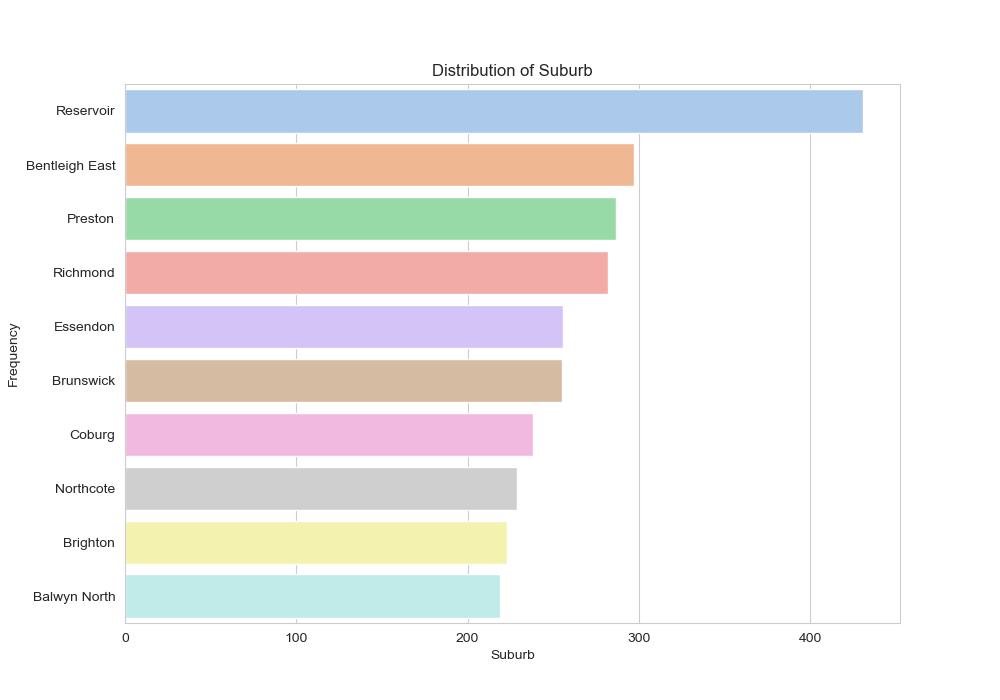 Distribution of Suburb
Frequency
Reservoir
Bentleigh East
Preston
Richmond
Essendon
Brunswick
Coburg
Northcote
Brighton
Balwyn North
0 100 200 300 400
Suburb